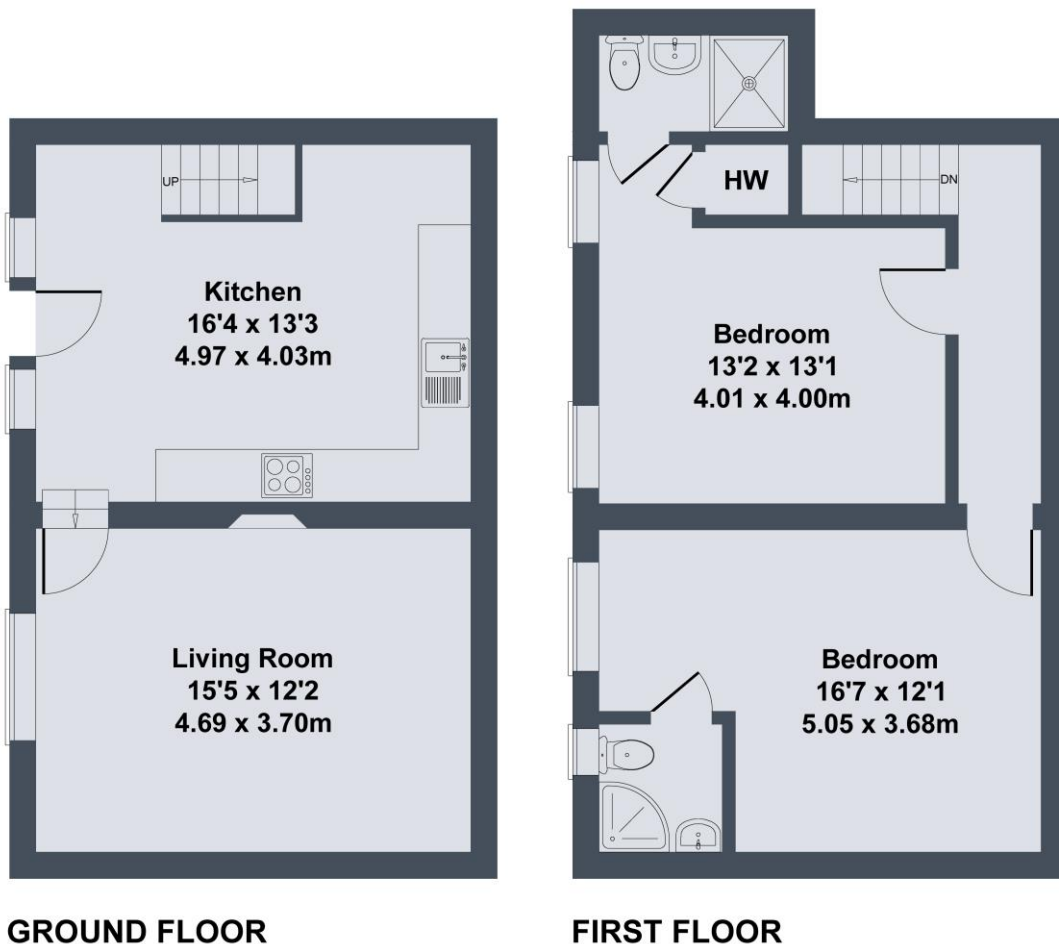 UP
Kitchen
16'4 x 13'3
4.97 x 4.03m
Living Room
15'5 x 12'2
4.69 x 3.70m
GROUND FLOOR
HW
DN
Bedroom
13'2 x 13'1
4.01 x 4.00m
Bedroom
16'7 x 12'1
5.05 x 3.68m
FIRST FLOOR